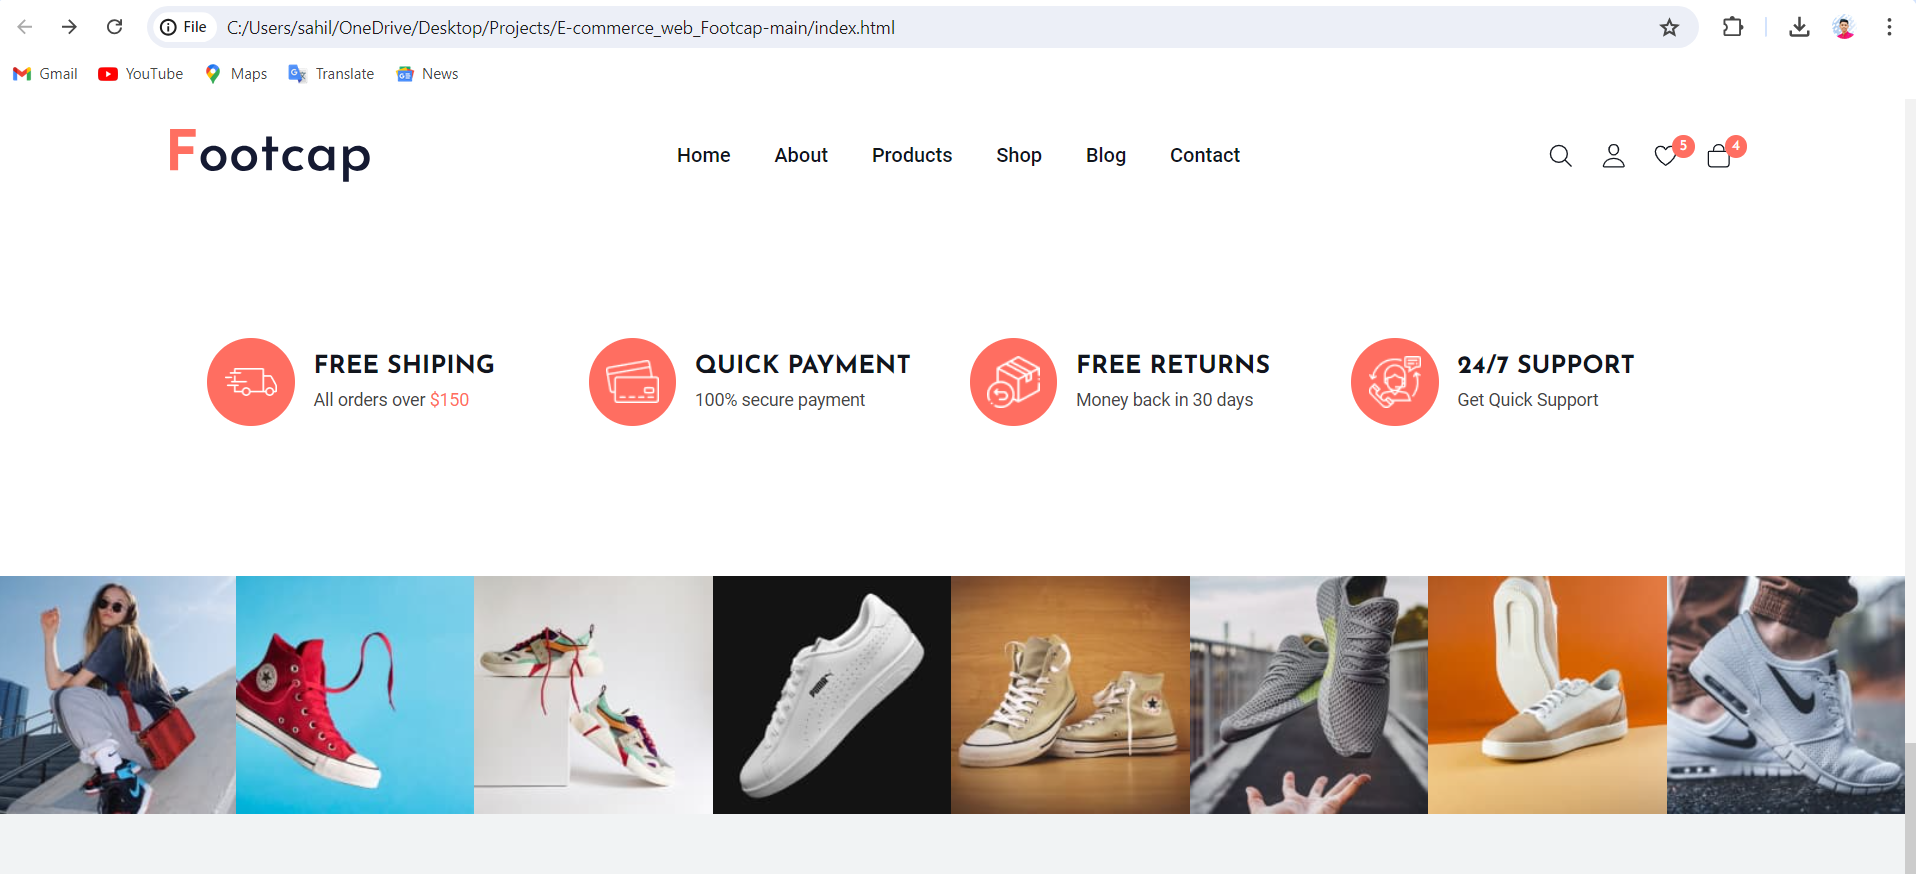 File C:/Users/sahil/OneDrive/Desktop/Projects/E-commerce_web_Footcap-main/index.html
Gmail YouTube Maps Translate News
Footcap Home About Products Shop Blog Contact 5 4
FREE SHIPING QUICK PAYMENT FREE RETURNS 24/7 SUPPORT
All orders over $150 100% secure payment Money back in 30 days Get Quick Support
PUMA